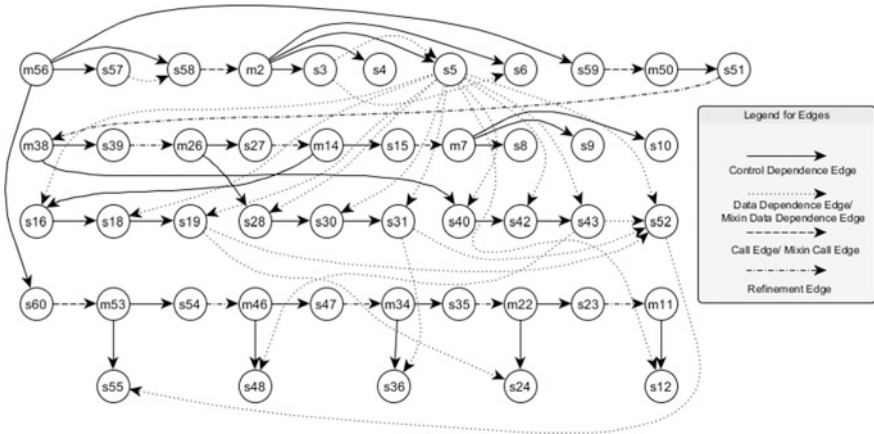 m56 s57 s58 m2 s3 s4 s5 s6 s59 m50 s51
Legend for Edges
m38 s39 m26 s27 m14 s15 m7 s8 s9 s10
Control Dependence Edge
Data Dependence Edge/
Mixin Data Dependence Edge
s16 s18 s19 s28 s30 s31 s40 s42 s43 s52
Call Edge/ Mixin Call Edge
Refinement Edge
s60 m53 s54 m46 s47 m34 s35 m22 s23 m11
s55 s48 s36 s24 s12